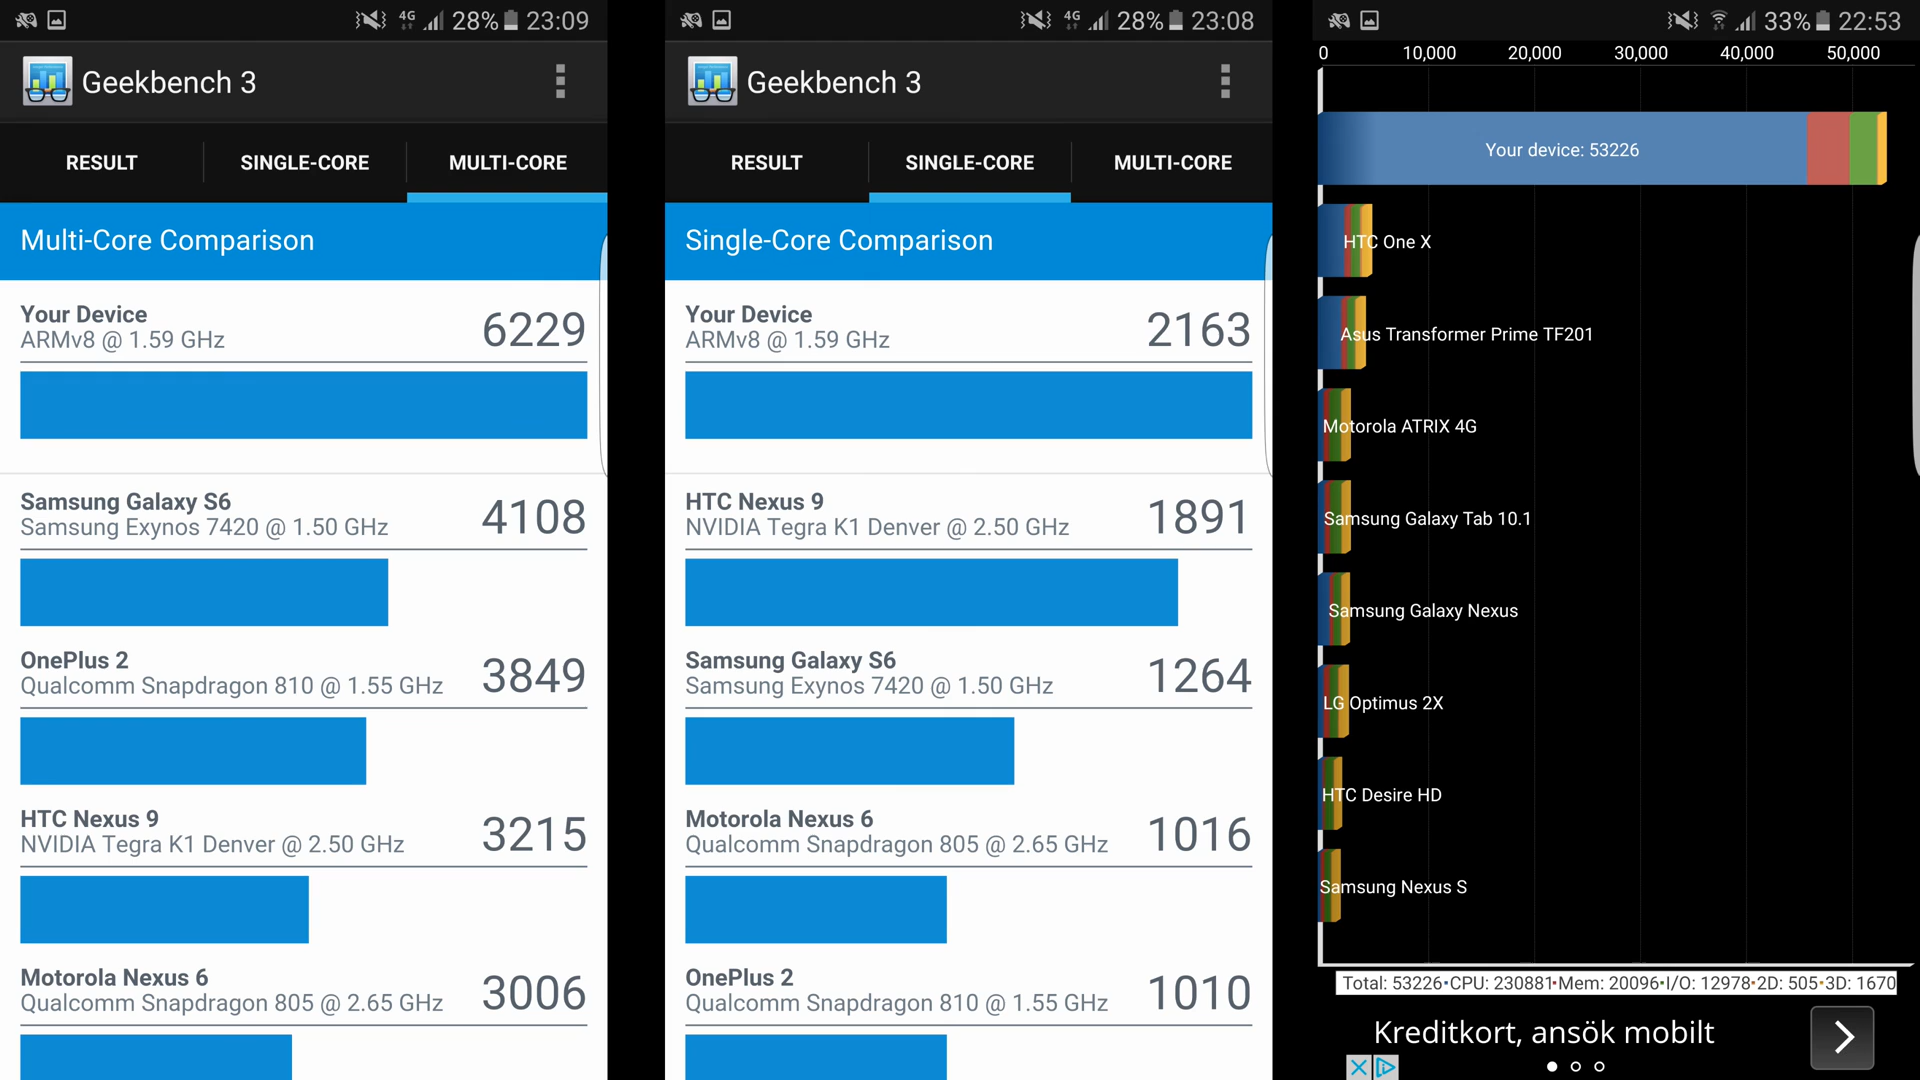 4G 28% 23:09
Geekbench 3
RESULT SINGLE-CORE MULTI-CORE
Multi-Core Comparison
Your Device
ARMv8 @ 1.59 GHz
6229
Samsung Galaxy S6
Samsung Exynos 7420 @ 1.50 GHz
4108
OnePlus 2
Qualcomm Snapdragon 810 @ 1.55 GHz
3849
HTC Nexus 9
NVIDIA Tegra K1 Denver @ 2.50 GHz
3215
Motorola Nexus 6
Qualcomm Snapdragon 805 @ 2.65 GHz
3006
4G 28% 23:08
Geekbench 3
RESULT SINGLE-CORE MULTI-CORE
Single-Core Comparison
Your Device
ARMv8 @ 1.59 GHz
2163
HTC Nexus 9
NVIDIA Tegra K1 Denver @ 2.50 GHz
1891
Samsung Galaxy S6
Samsung Exynos 7420 @ 1.50 GHz
1264
Motorola Nexus 6
Qualcomm Snapdragon 805 @ 2.65 GHz
1016
OnePlus 2
Qualcomm Snapdragon 810 @ 1.55 GHz
1010
33% 22:53
0 10,000 20,000 30,000 40,000 50,000
Your device: 53226
HTC One X
Asus Transformer Prime TF201
Motorola ATRIX 4G
Samsung Galaxy Tab 10.1
Samsung Galaxy Nexus
LG Optimus 2X
HTC Desire HD
Samsung Nexus S
Total: 53226•CPU: 230881•Mem: 20096•I/O: 12978•2D: 505•3D: 1670
Kreditkort, ansök mobilt